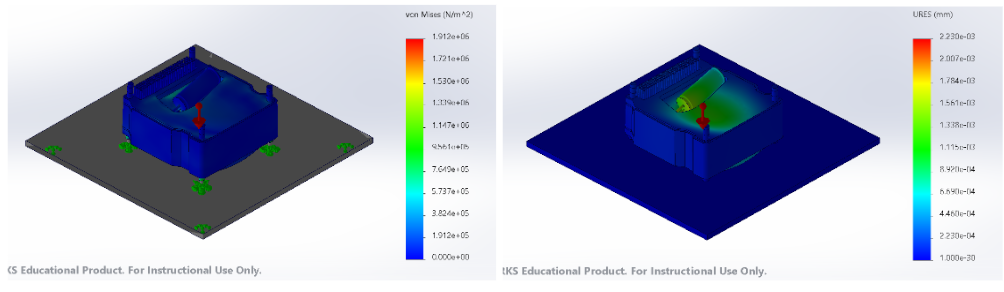 von Mises (N/m^2)
1.912e+06
1.721e+06
1.530e+06
1.339e+06
1.147e+06
9.561e+05
7.649e+05
5.737e+05
3.824e+05
1.912e+05
0.000e+00
KS Educational Product. For Instructional Use Only.
URES (mm)
2.230e-03
2.007e-03
1.784e-03
1.561e-03
1.338e-03
1.115e-03
8.920e-04
6.690e-04
4.460e-04
2.230e-04
1.000e-30
RKS Educational Product. For Instructional Use Only.